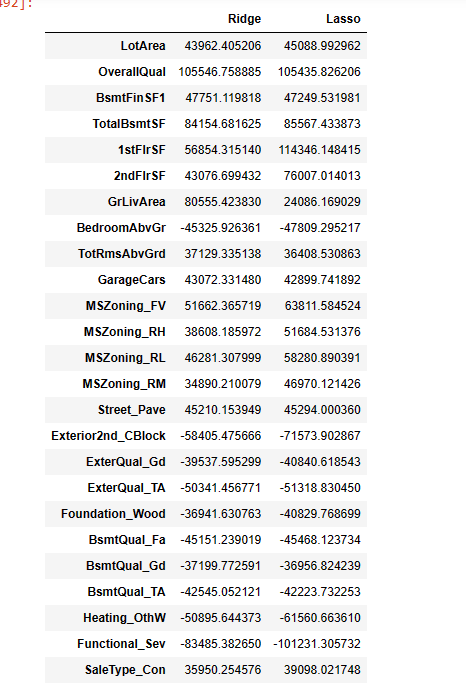 492]:
Ridge Lasso
LotArea 43962.405206 45088.992962
OverallQual 105546.758885 105435.826206
BsmtFinSF1 47751.119818 47249.531981
TotalBsmtSF 84154.681625 85567.433873
1stFlrSF 56854.315140 114346.148415
2ndFlrSF 43076.699432 76007.014013
GrLivArea 80555.423830 24086.169029
BedroomAbvGr -45325.926361 -47809.295217
TotRmsAbvGrd 37129.335138 36408.530863
GarageCars 43072.331480 42899.741892
MSZoning_FV 51662.365719 63811.584524
MSZoning_RH 38608.185972 51684.531376
MSZoning_RL 46281.307999 58280.890391
MSZoning_RM 34890.210079 46970.121426
Street_Pave 45210.153949 45294.000360
Exterior2nd_CBlock -58405.475666 -71573.902867
ExterQual_Gd -39537.595299 -40840.618543
ExterQual_TA -50341.456771 -51318.830450
Foundation_Wood -36941.630763 -40829.768699
BsmtQual_Fa -45151.239019 -45468.123734
BsmtQual_Gd -37199.772591 -36956.824239
BsmtQual_TA -42545.052121 -42223.732253
Heating_OthW -50895.644373 -61560.663610
Functional_Sev -83485.382650 -101231.305732
SaleType_Con 35950.254576 39098.021748